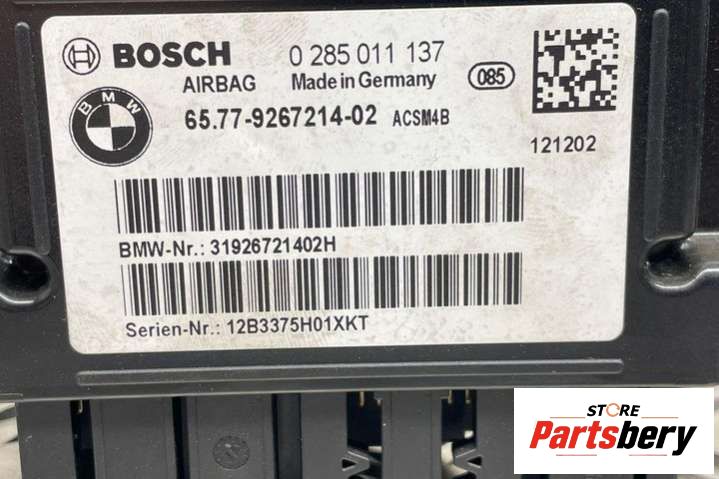 BOSCH 0 285 011 137
AIRBAG Made in Germany 085
BMW 65.77-9267214-02 ACSM4B
121202
BMW-Nr.: 31926721402H
Serien-Nr.: 12B3375H01XKT
STORE
Partsbery